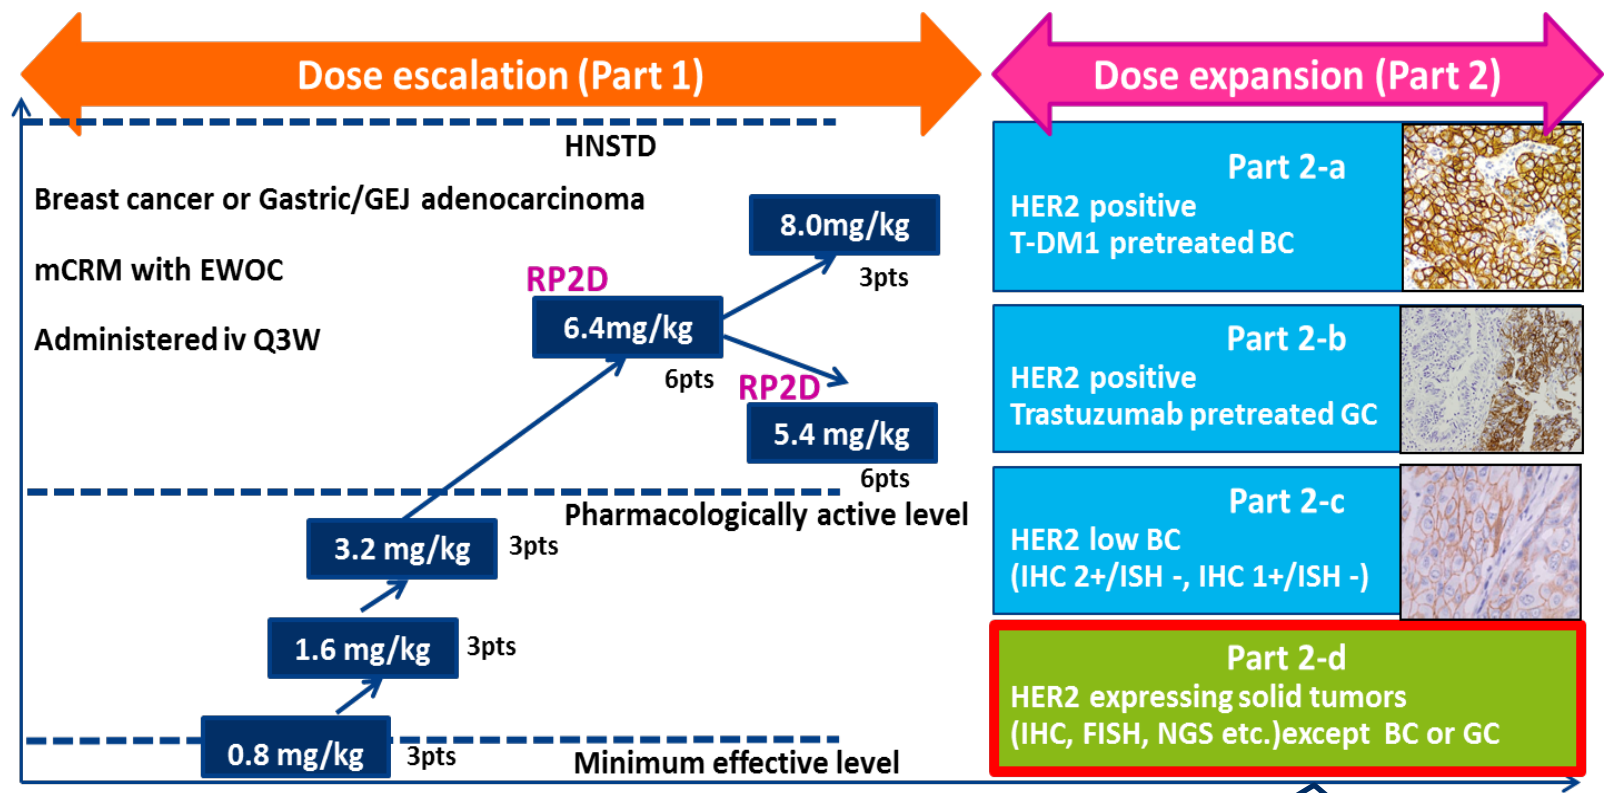 Dose escalation (Part 1)
HNSTD
Breast cancer or Gastric/GEJ adenocarcinoma
mCRM with EWOC
Administered iv Q3W
8.0mg/kg
3pts
RP2D
6.4mg/kg
6pts
RP2D
5.4 mg/kg
6pts
Pharmacologically active level
3.2 mg/kg
3pts
1.6 mg/kg
3pts
0.8 mg/kg
3pts
Minimum effective level
Dose expansion (Part 2)
Part 2-a
HER2 positive
T-DM1 pretreated BC
Part 2-b
HER2 positive
Trastuzumab pretreated GC
Part 2-c
HER2 low BC
(IHC 2+/ISH -, IHC 1+/ISH -)
Part 2-d
HER2 expressing solid tumors
(IHC, FISH, NGS etc.)except BC or GC